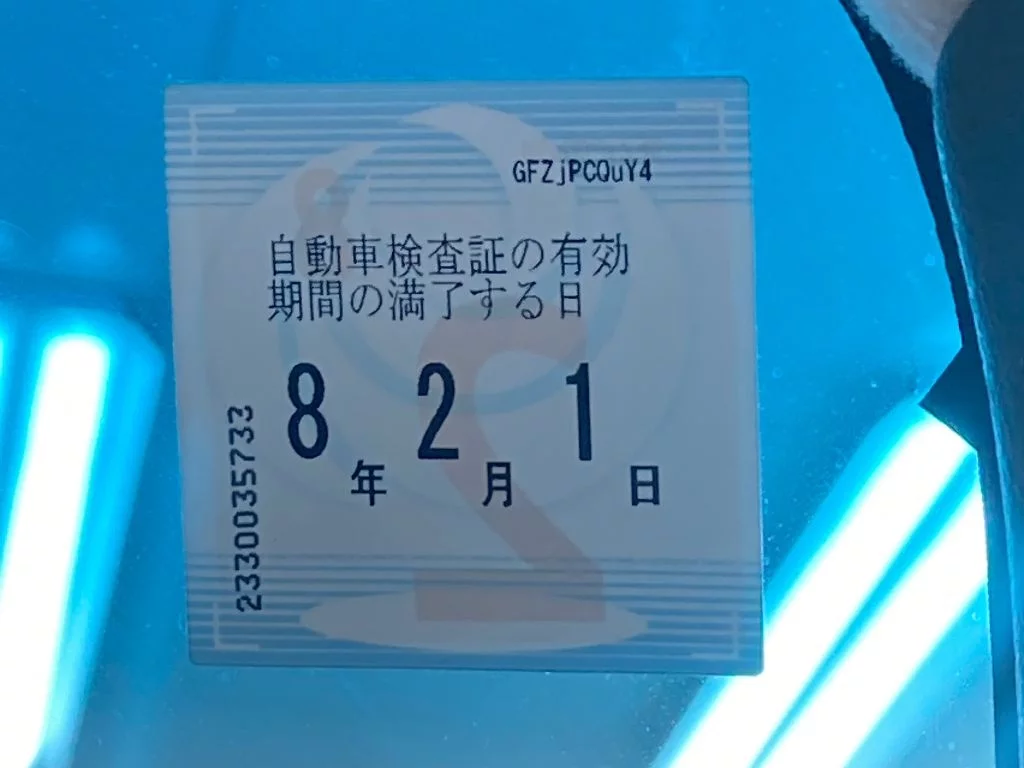 GFZjPCQuY4
自動車検査証の有効
期間の満了する日
8年 2月 1日
2330035733